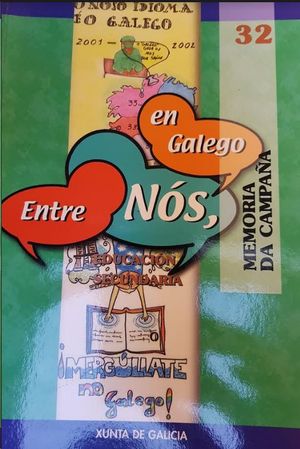 O NOSO IDIOMA
É O GALEGO
2001 - 2002
32
en
Galego
Entre
Nós,
MEMORIA
DA CAMPAÑA
EDUCACIÓN
SECUNDARIA
¡MERGÚLLATE
no Galego!
XUNTA DE GALICIA